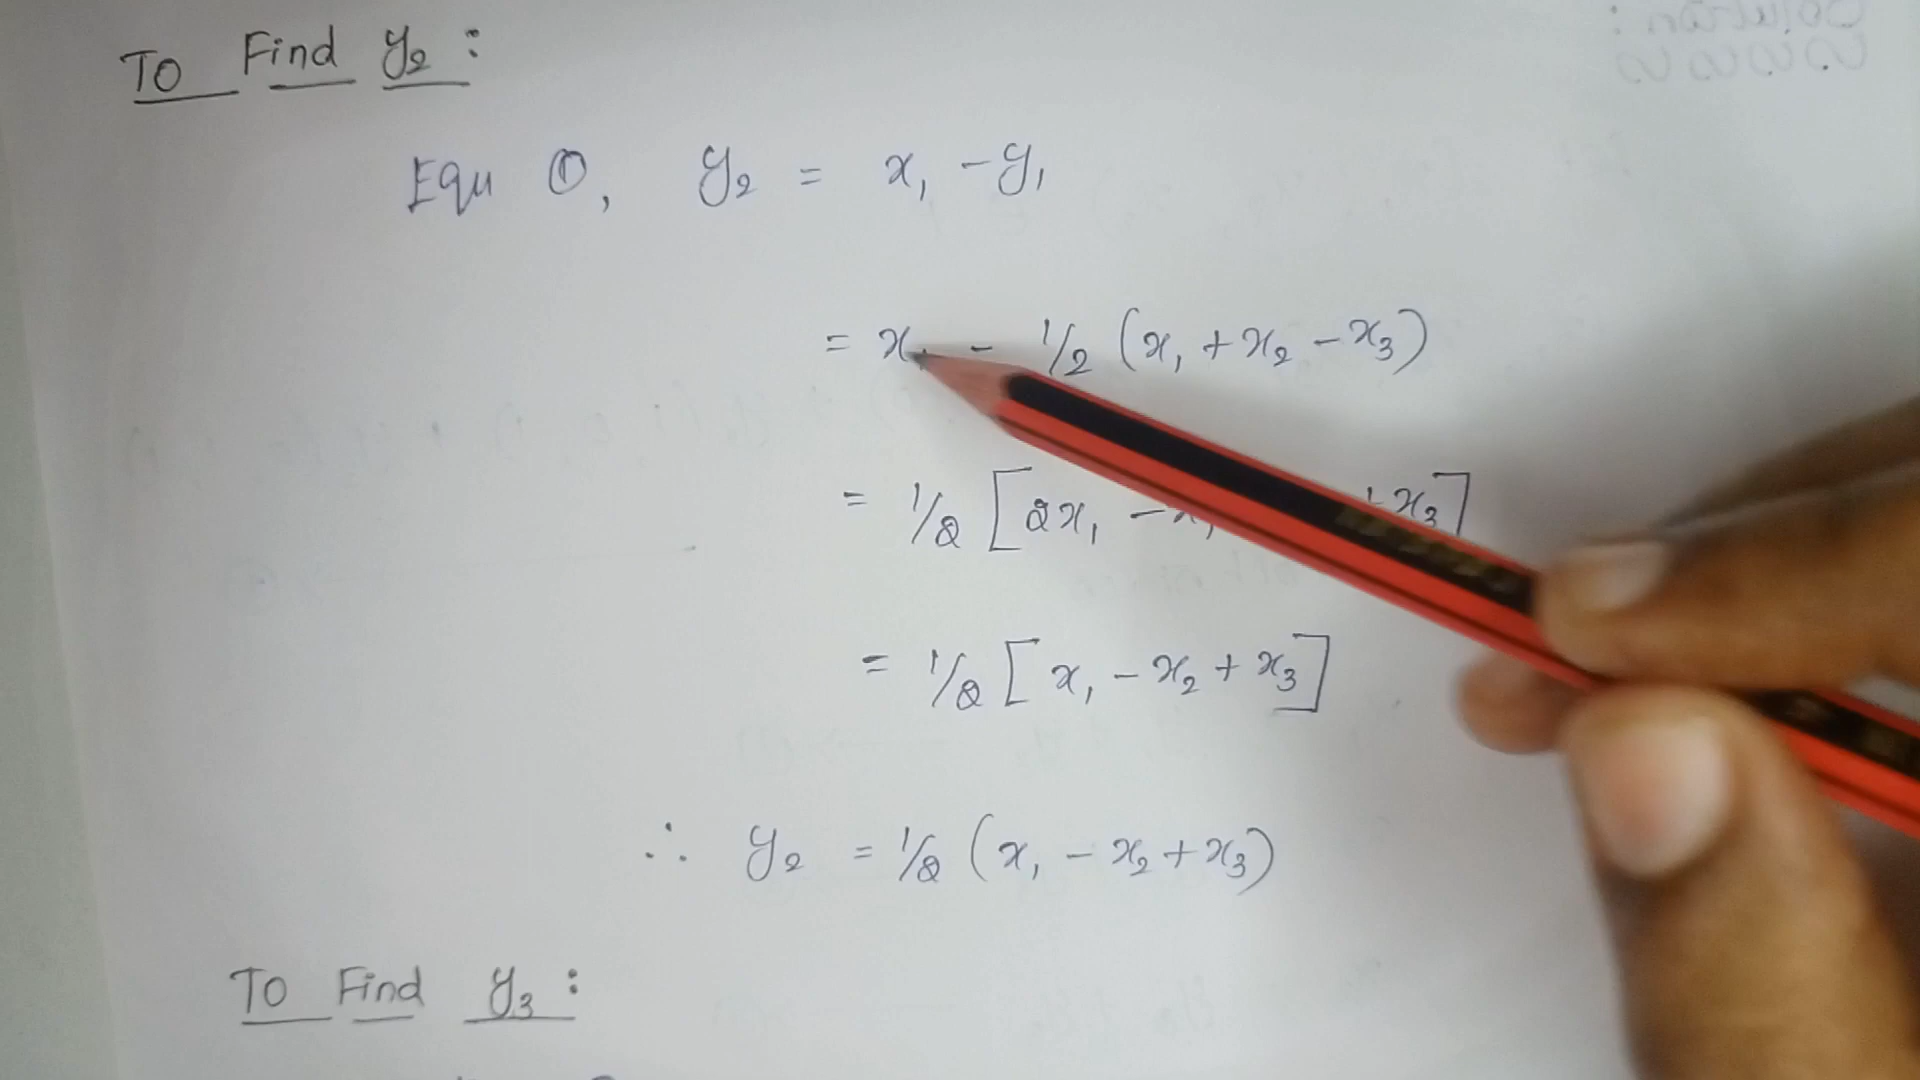 To Find y₂ :
Equ ①, y₂ = x₁ - y₁
= x₁ - 1/2 (x₁ + x₂ - x₃)
= 1/2 [2x₁ - x₁ + x₃]
= 1/2 [x₁ - x₂ + x₃]
∴ y₂ = 1/2 (x₁ - x₂ + x₃)
To Find y₃ :